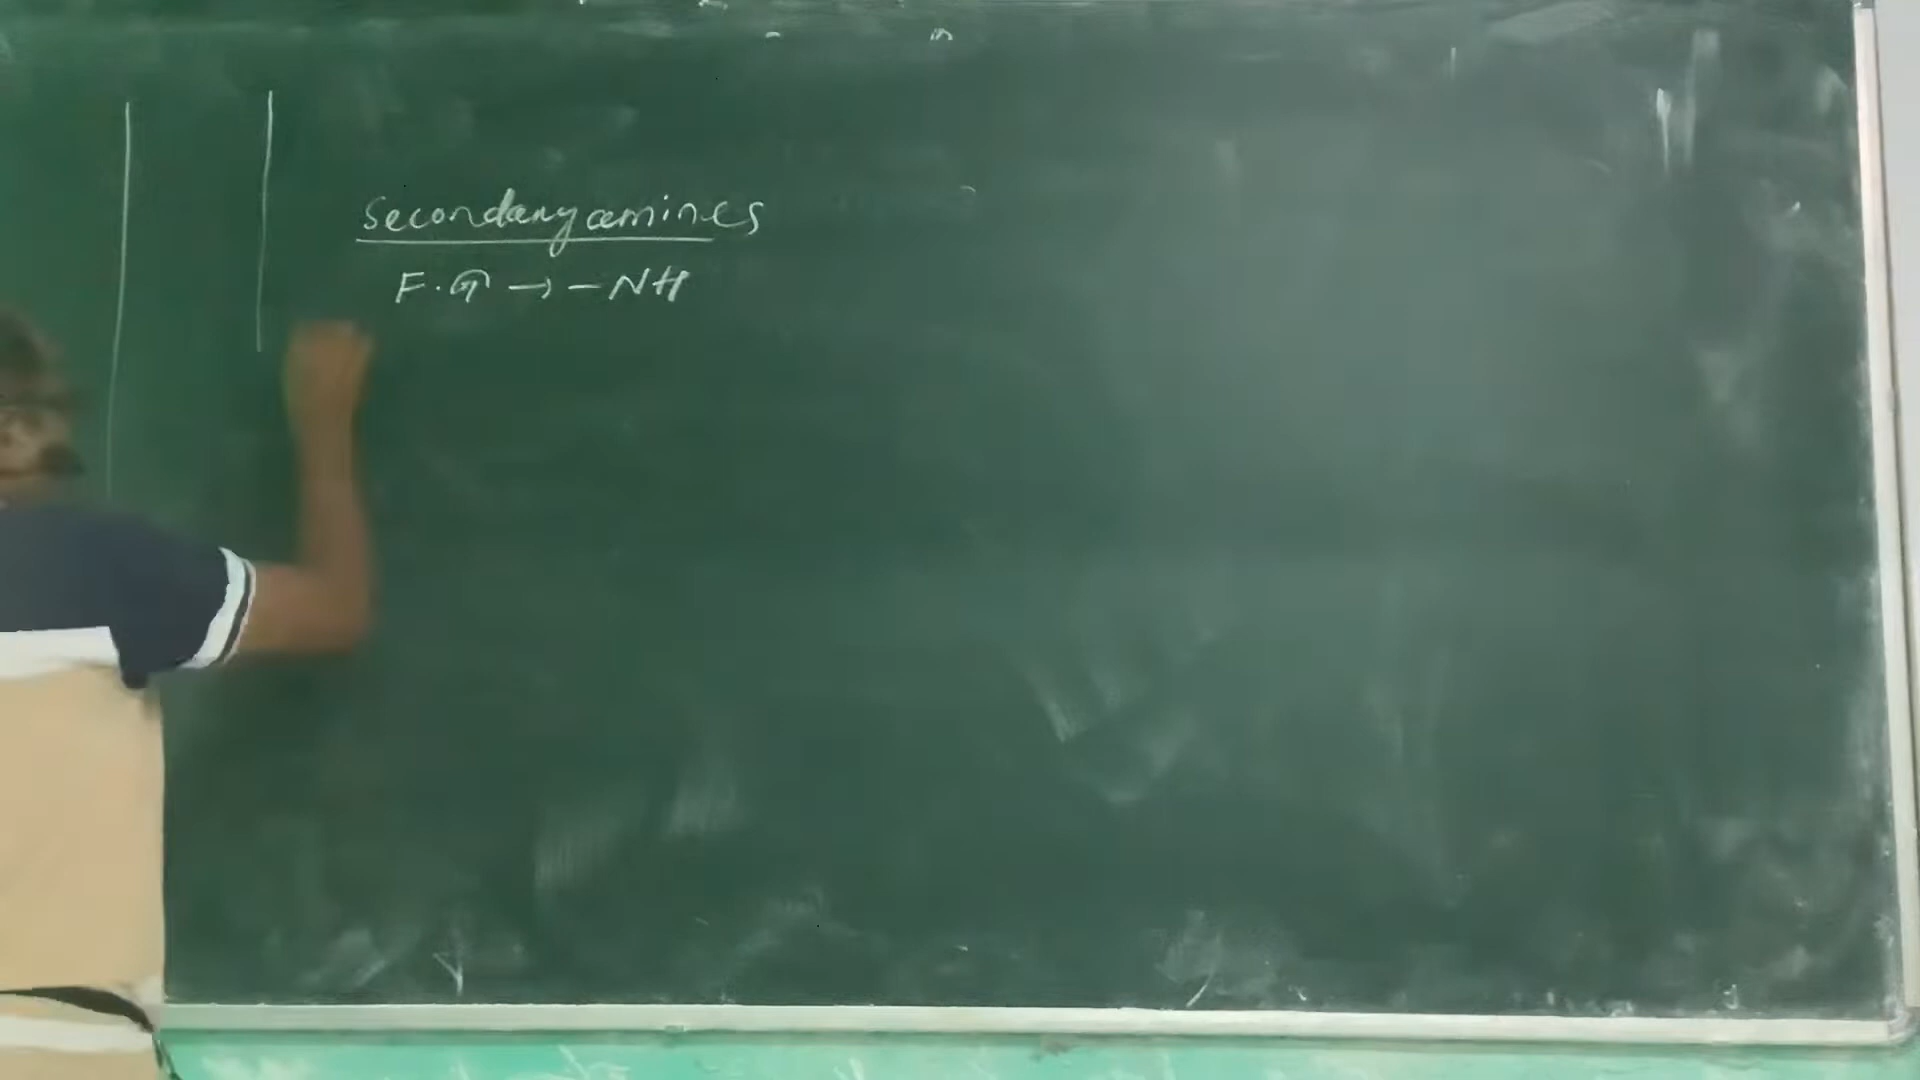 Secondary amines
F.G → -NH